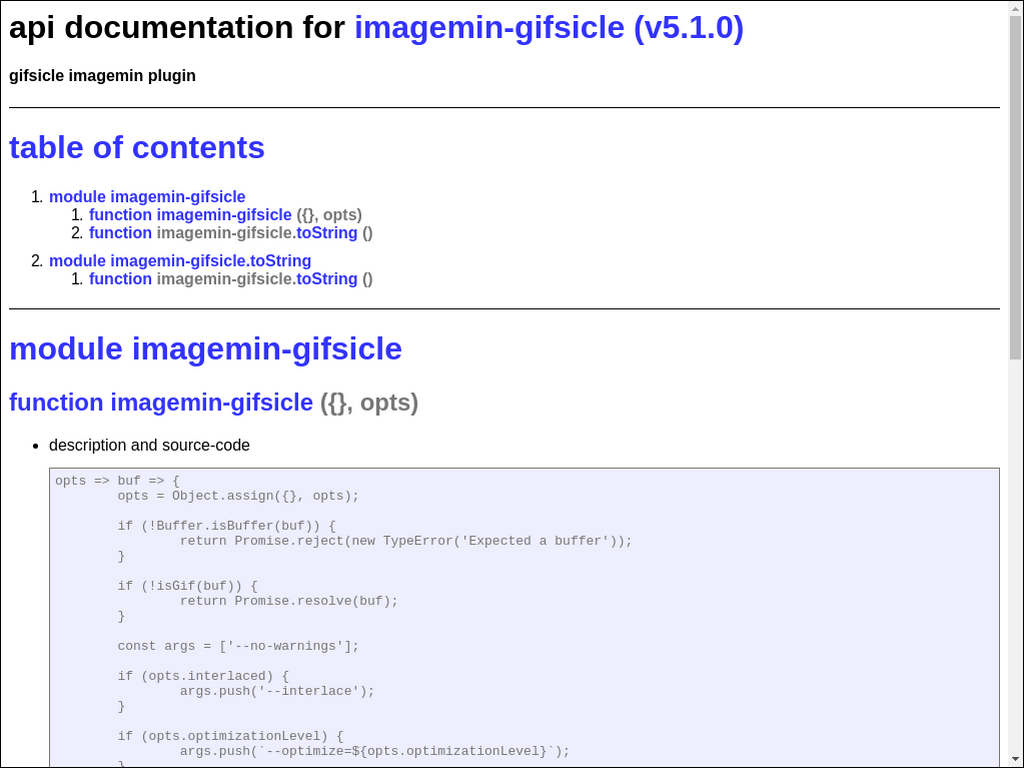 api documentation for imagemin-gifsicle (v5.1.0)
gifsicle imagemin plugin
table of contents
1. module imagemin-gifsicle
1. function imagemin-gifsicle ({}, opts)
2. function imagemin-gifsicle.toString ()
2. module imagemin-gifsicle.toString
1. function imagemin-gifsicle.toString ()
module imagemin-gifsicle
function imagemin-gifsicle ({}, opts)
• description and source-code
opts => buf => {
opts = Object.assign({}, opts);
if (!Buffer.isBuffer(buf)) {
return Promise.reject(new TypeError('Expected a buffer'));
}
if (!isGif(buf)) {
return Promise.resolve(buf);
}
const args = ['--no-warnings'];
if (opts.interlaced) {
args.push('--interlace');
}
if (opts.optimizationLevel) {
args.push(`--optimize=${opts.optimizationLevel}`);
}